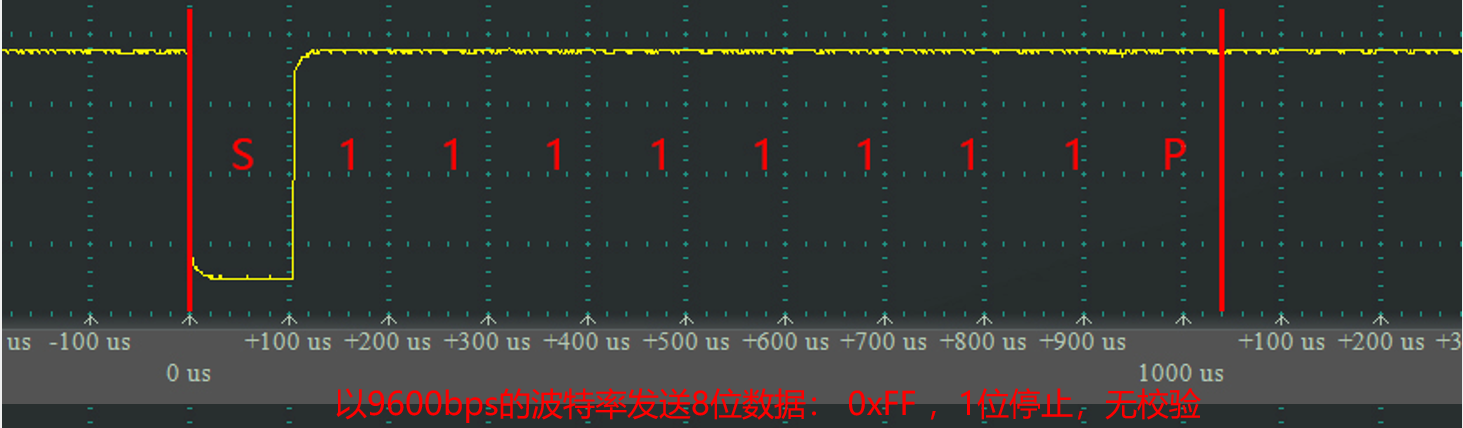 S 1 1 1 1 1 1 1 1 P
us -100 us +100 us +200 us +300 us +400 us +500 us +600 us +700 us +800 us +900 us +100 us +200 us +3
0 us 1000 us
以9600bps的波特率发送8位数据： 0xFF ，1位停止，无校验